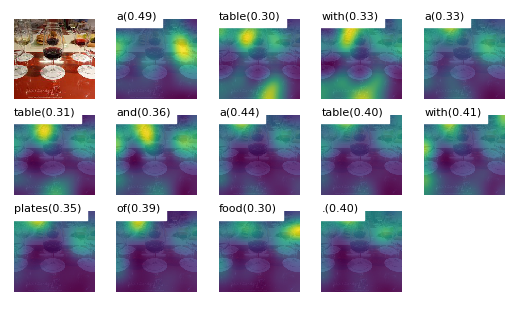 a(0.49) table(0.30) with(0.33) a(0.33)
table(0.31) and(0.36) a(0.44) table(0.40) with(0.41)
plates(0.35) of(0.39) food(0.30) .(0.40)